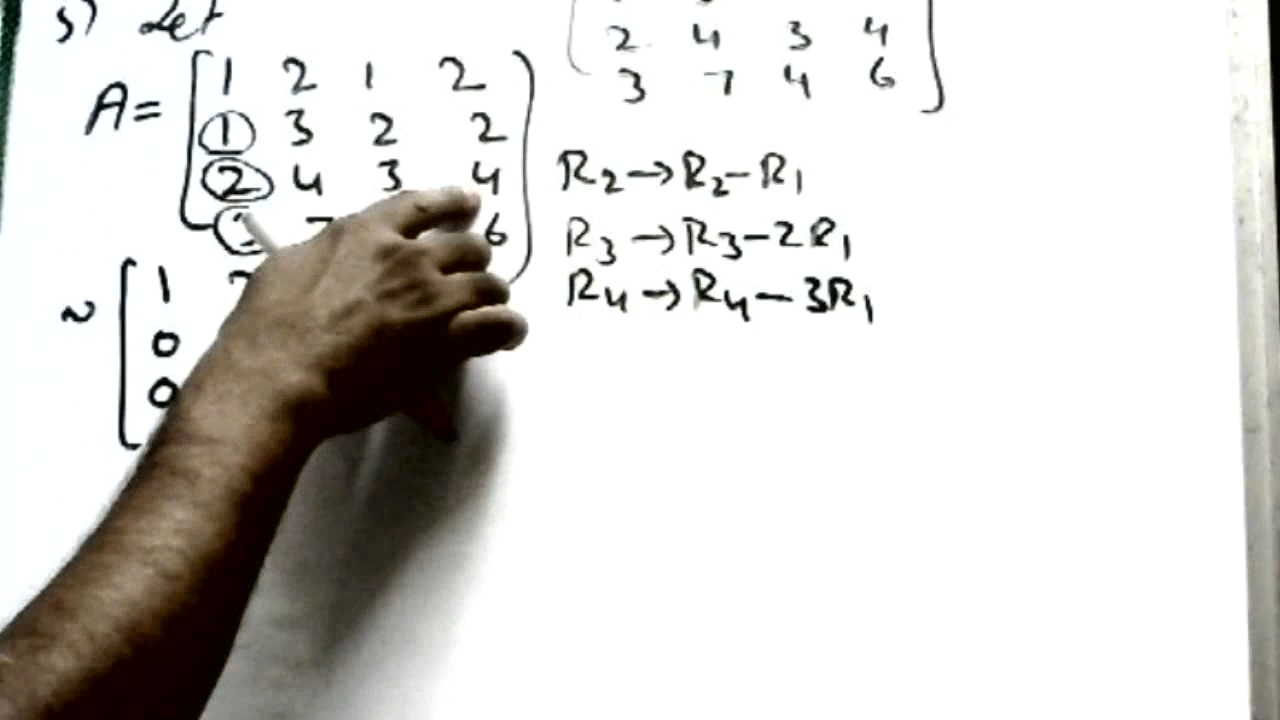 5) Let
2 4 3 4
3 7 4 6
A= 1 2 1 2
1 3 2 2
2 4 3 4
6
R2→R2-R1
R3→R3-2R1
R4→R4-3R1
~ 1
0
0